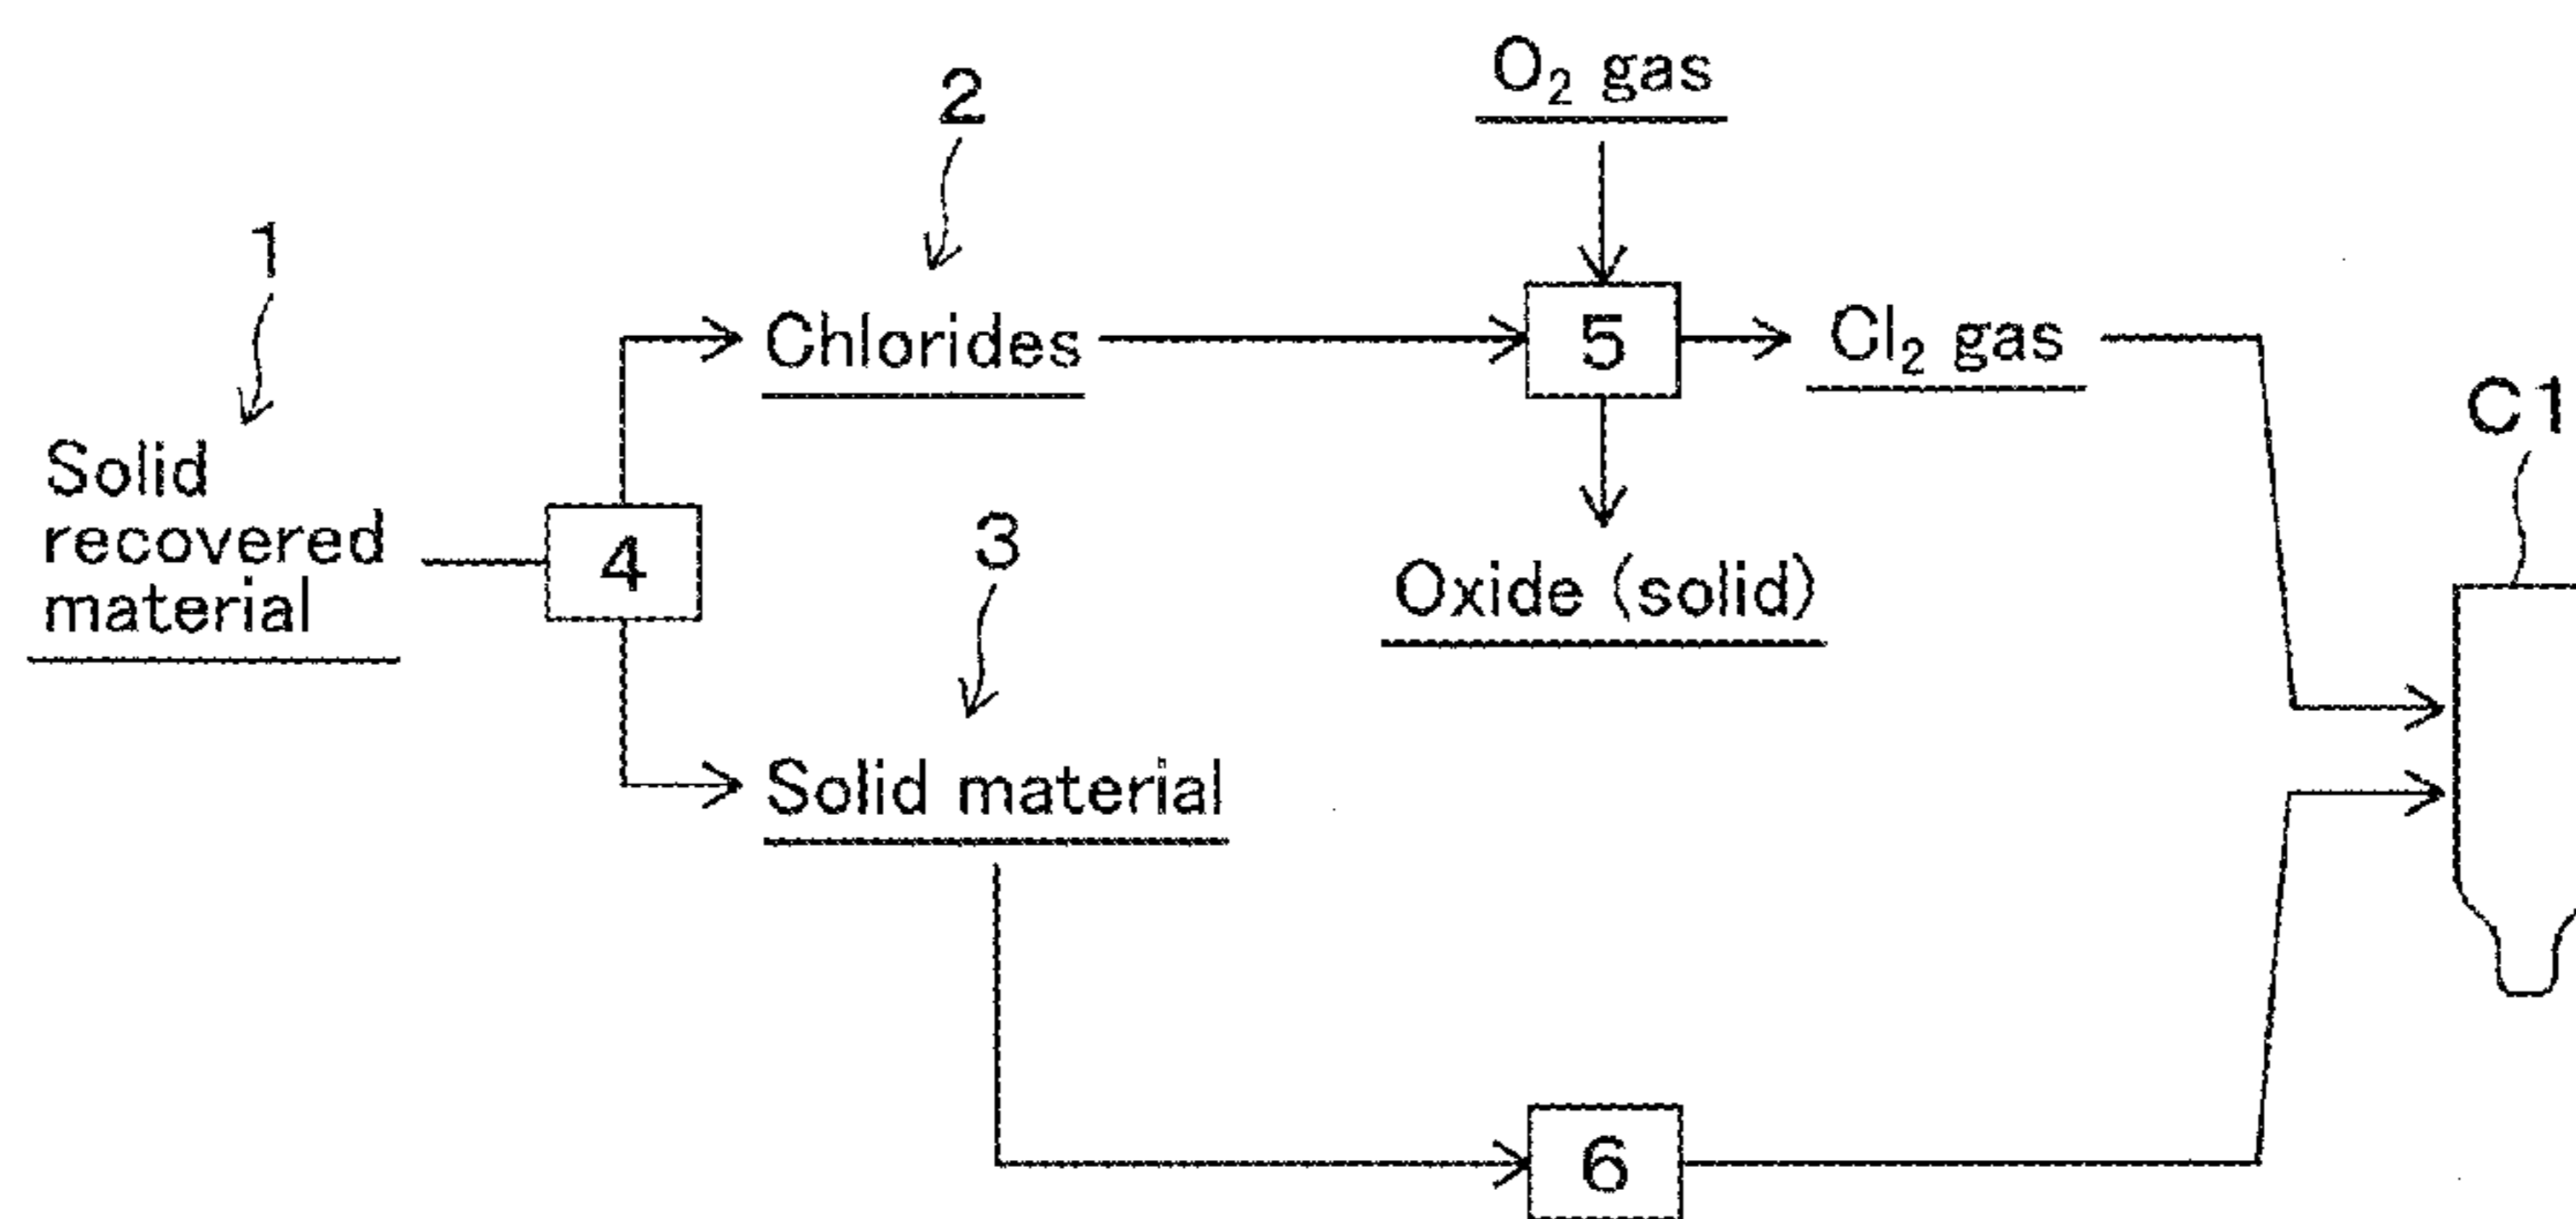 O₂ gas
2
1
Chlorides
5
Cl₂ gas
C1
Solid
recovered
material
4
3
Oxide (solid)
Solid material
6